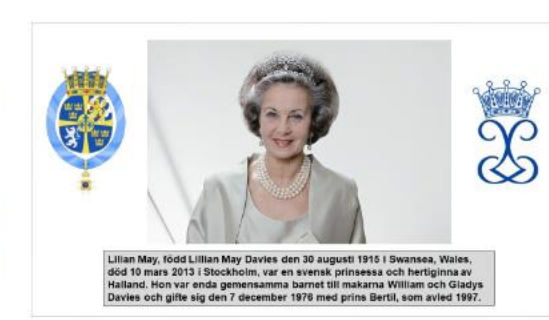 Lilian May, född Lillian May Davies den 30 augusti 1915 i Swansea, Wales,
död 10 mars 2013 i Stockholm, var en svensk prinsessa och hertiginna av
Halland. Hon var enda gemensamma barnet till makarna William och Gladys
Davies och gifte sig den 7 december 1976 med prins Bertil, som avled 1997.